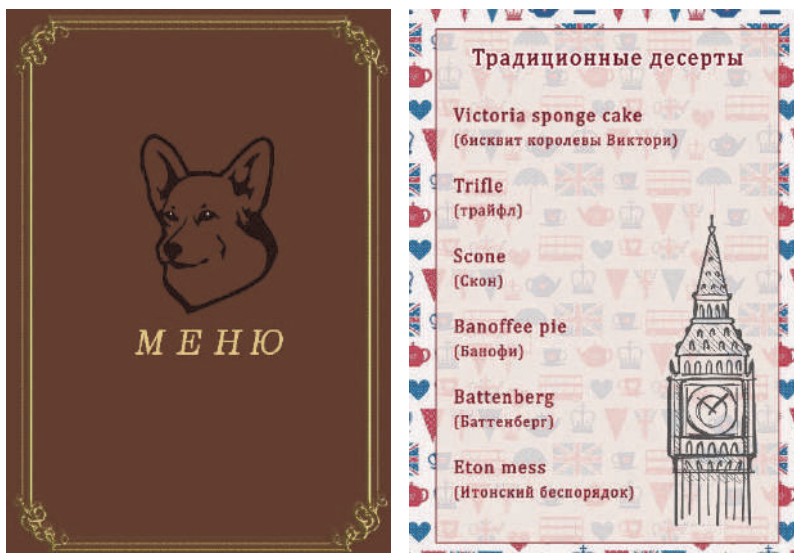 МЕНЮ
Традиционные десерты
Victoria sponge cake
(бисквит королевы Виктори)
Trifle
(трайфл)
Scone
(Скон)
Banoffee pie
(Банофи)
Battenberg
(Баттенберг)
Eton mess
(Итонский беспорядок)